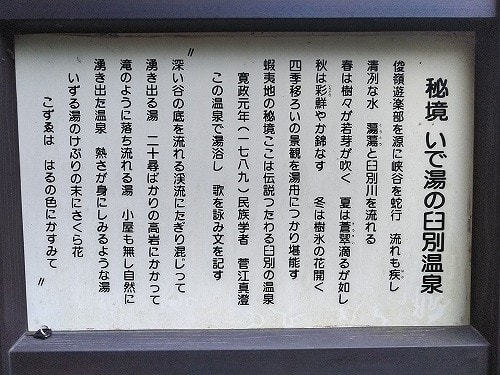 秘境 いで湯の臼別温泉
俊嶺遊楽部を源に峡谷を蛇行 流れも疾し
清冽な水 蕩蕩と臼別川を流れる
春は樹々が若芽が吹く 夏は蒼翠滴るが如し
秋は彩鮮やか錦なす 冬は樹氷の花開く
四季移ろいの景観を湯舟につかり堪能す
蝦夷地の秘境ここは伝説つたわる臼別の温泉
寛政元年(一七八九)民族学者 菅江真澄
この温泉で湯浴し 歌を詠み文を記す
〝深い谷の底を流れる渓流にたぎり混じって
湧き出る湯 二十尋ばかりの高岩にかかって
滝のように落ち流れる湯 小屋も無し自然に
湧き出た温泉 熱さが身にしみるような湯
いずる湯のけぶりの末にさくら花
こずゑは はるの色にかすみて〟